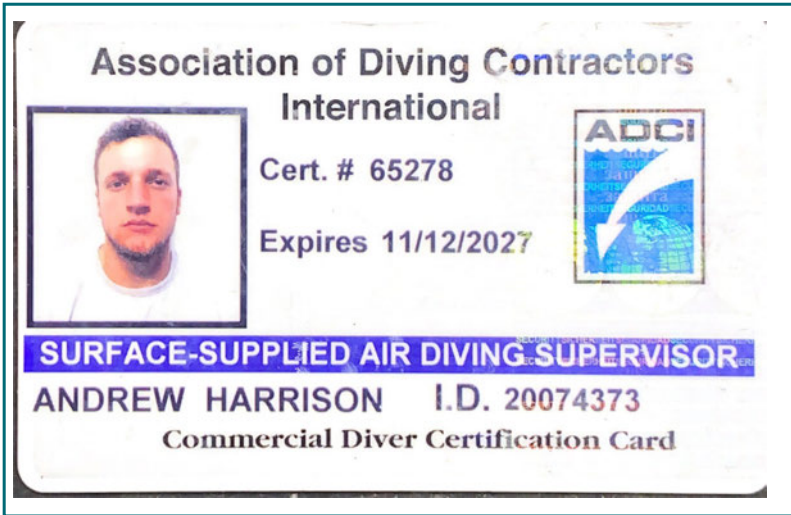 Association of Diving Contractors
International
ADCI
Cert. # 65278
Expires 11/12/2027
SURFACE-SUPPLIED AIR DIVING SUPERVISOR
ANDREW HARRISON I.D. 20074373
Commercial Diver Certification Card